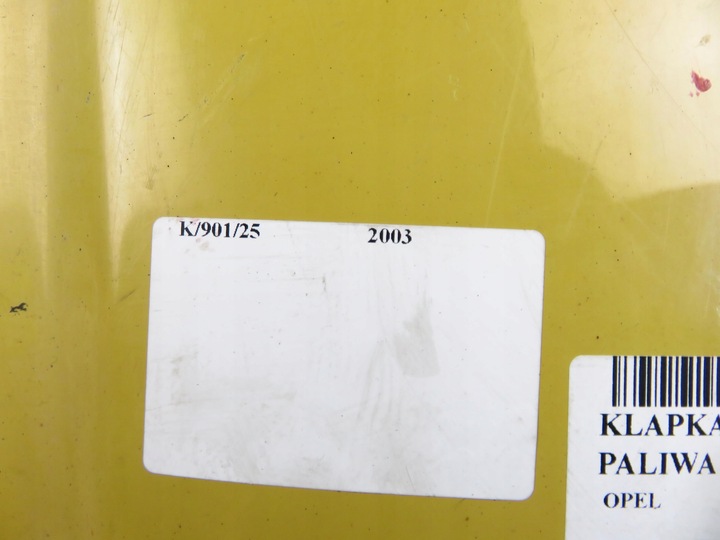 K/901/25 2003
KLAPKA
PALIWA
OPEL